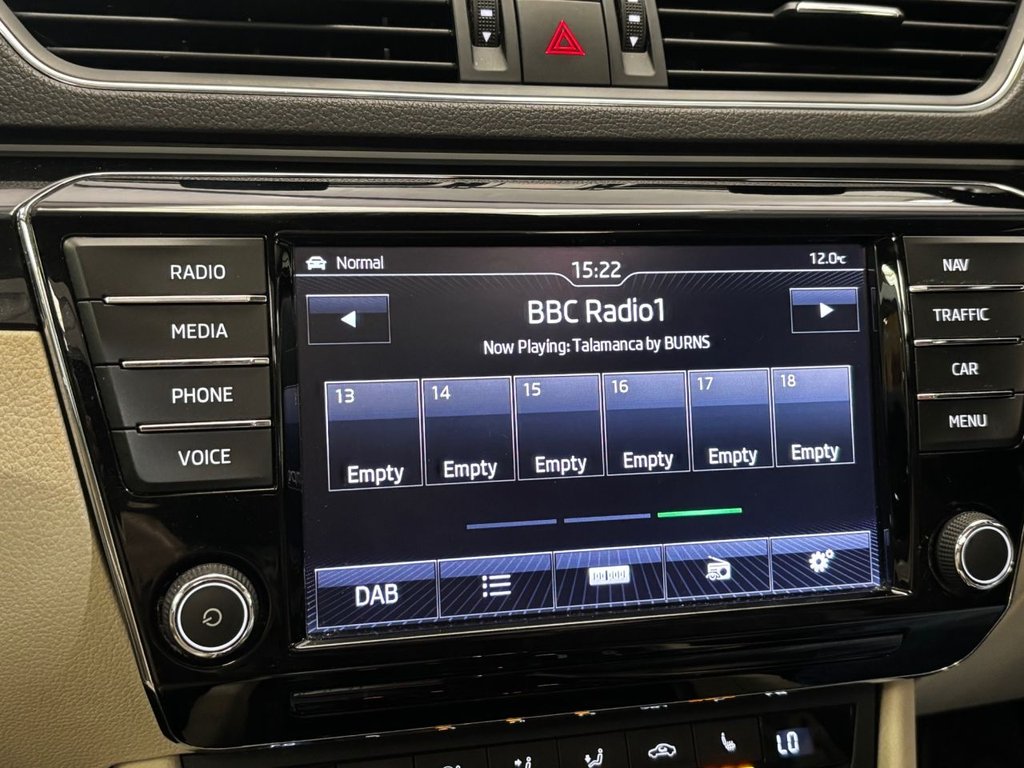 Normal
15:22
12.0°C
BBC Radio1
Now Playing: Talamanca by BURNS
13 14 15 16 17 18
Empty Empty Empty Empty Empty Empty
DAB
RADIO
MEDIA
PHONE
VOICE
NAV
TRAFFIC
CAR
MENU
LO